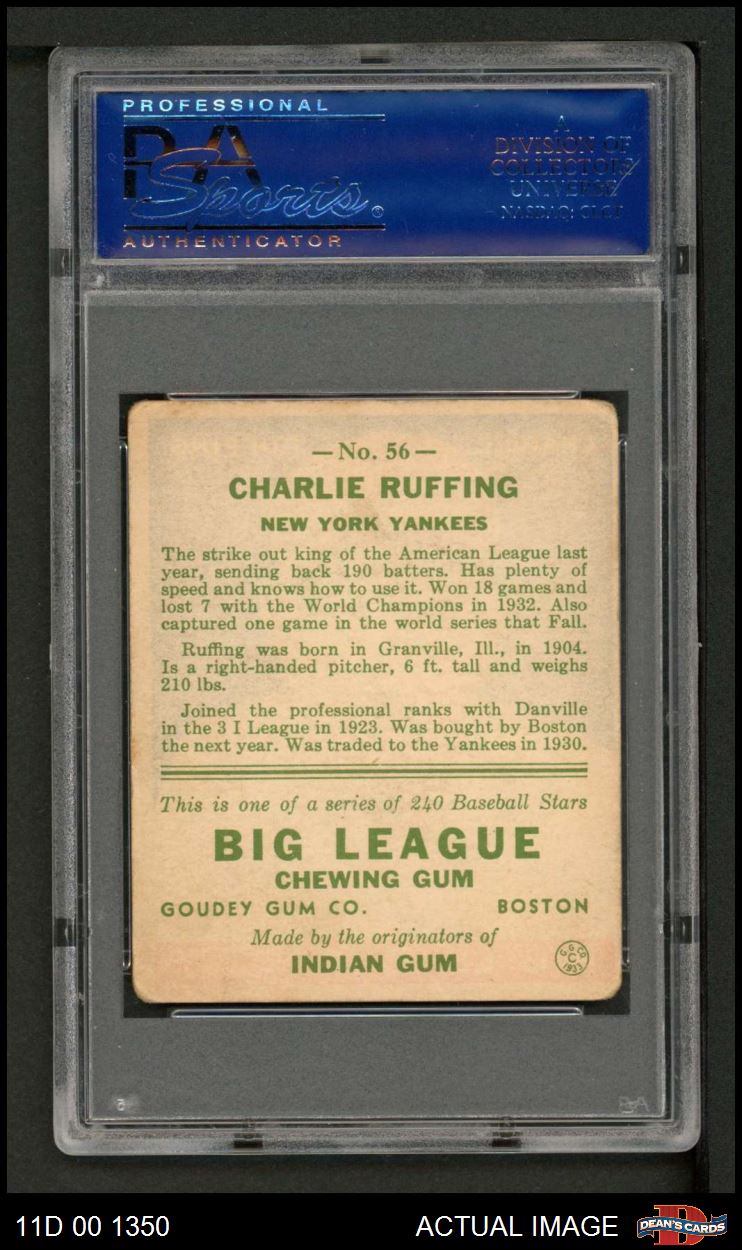 PROFESSIONAL
PSA
Sports®
AUTHENTICATOR
A
DIVISION OF
COLLECTORS
UNIVERSE
NASDAQ: CLCT
—No. 56—
CHARLIE RUFFING
NEW YORK YANKEES
The strike out king of the American League last
year, sending back 190 batters. Has plenty of
speed and knows how to use it. Won 18 games and
lost 7 with the World Champions in 1932. Also
captured one game in the world series that Fall.
Ruffing was born in Granville, Ill., in 1904.
Is a right-handed pitcher, 6 ft. tall and weighs
210 lbs.
Joined the professional ranks with Danville
in the 3 I League in 1923. Was bought by Boston
the next year. Was traded to the Yankees in 1930.
This is one of a series of 240 Baseball Stars
BIG LEAGUE
CHEWING GUM
GOUDEY GUM CO. BOSTON
Made by the originators of
INDIAN GUM
G.G.CO.
C
1933
PSA
11D 00 1350 ACTUAL IMAGE DEAN'S CARDS